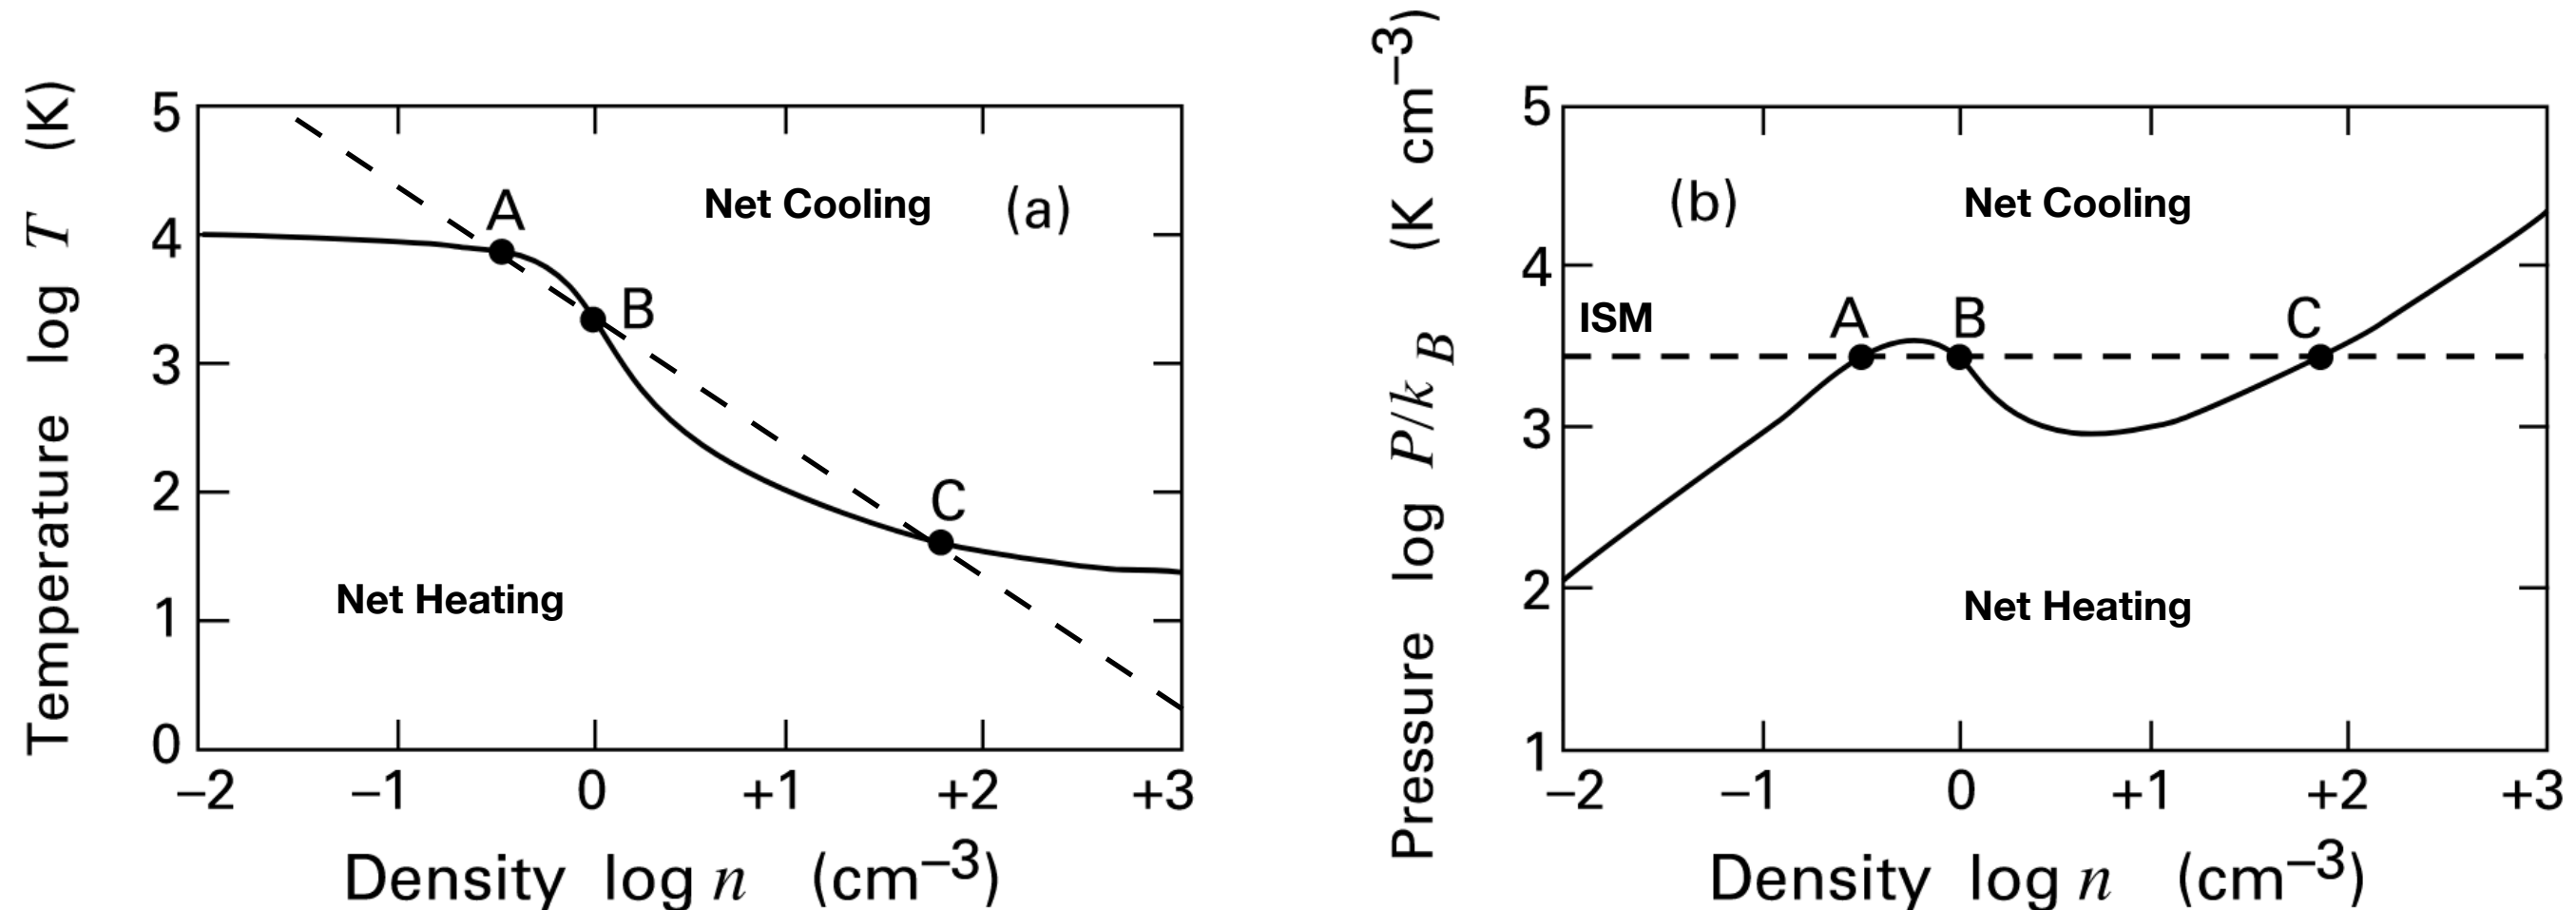 Temperature log T (K)
5
4
3
2
1
0
A
B
C
Net Cooling
(a)
Net Heating
−2
−1
0
+1
+2
+3
Density log n (cm−3)
Pressure log P/k B (K cm−3)
5
4
3
2
1
(b)
Net Cooling
ISM
A
B
C
Net Heating
−2
−1
0
+1
+2
+3
Density log n (cm−3)